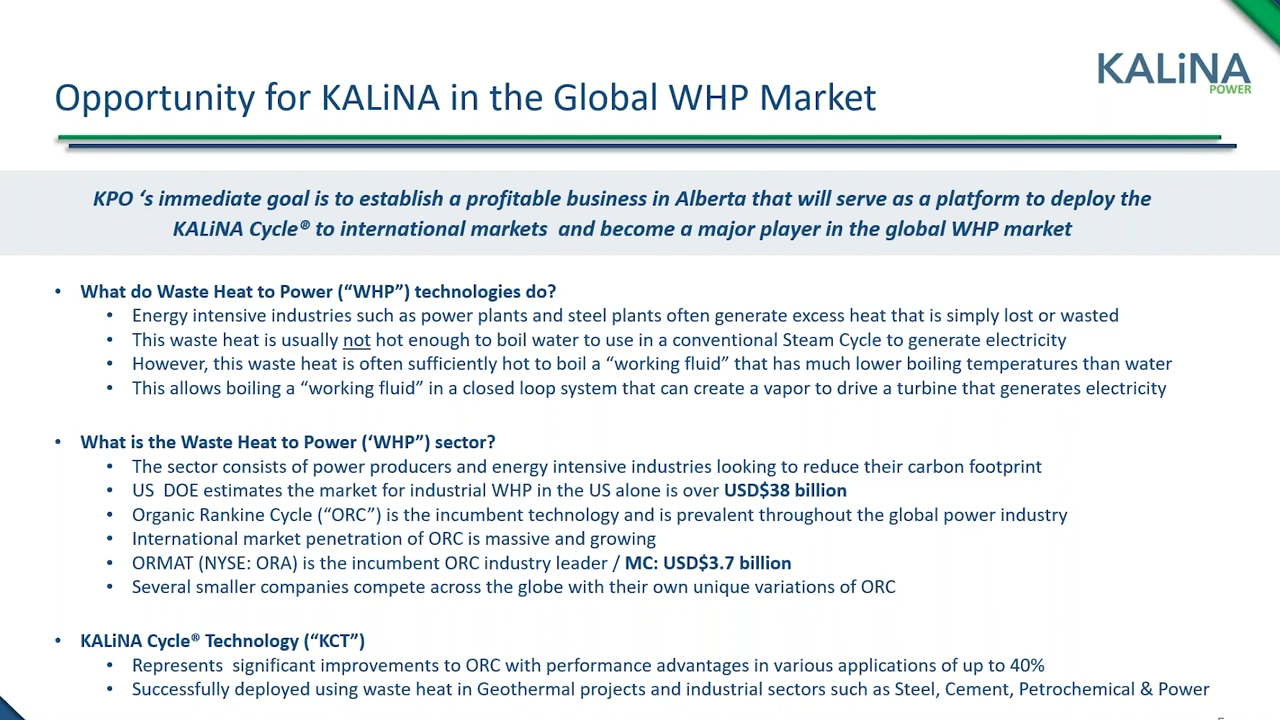 KALiNA
POWER
Opportunity for KALiNA in the Global WHP Market
KPO ‘s immediate goal is to establish a profitable business in Alberta that will serve as a platform to deploy the
KALiNA Cycle® to international markets and become a major player in the global WHP market
• What do Waste Heat to Power (“WHP”) technologies do?
• Energy intensive industries such as power plants and steel plants often generate excess heat that is simply lost or wasted
• This waste heat is usually not hot enough to boil water to use in a conventional Steam Cycle to generate electricity
• However, this waste heat is often sufficiently hot to boil a “working fluid” that has much lower boiling temperatures than water
• This allows boiling a “working fluid” in a closed loop system that can create a vapor to drive a turbine that generates electricity
• What is the Waste Heat to Power (‘WHP”) sector?
• The sector consists of power producers and energy intensive industries looking to reduce their carbon footprint
• US DOE estimates the market for industrial WHP in the US alone is over USD$38 billion
• Organic Rankine Cycle (“ORC”) is the incumbent technology and is prevalent throughout the global power industry
• International market penetration of ORC is massive and growing
• ORMAT (NYSE: ORA) is the incumbent ORC industry leader / MC: USD$3.7 billion
• Several smaller companies compete across the globe with their own unique variations of ORC
• KALiNA Cycle® Technology (“KCT”)
• Represents significant improvements to ORC with performance advantages in various applications of up to 40%
• Successfully deployed using waste heat in Geothermal projects and industrial sectors such as Steel, Cement, Petrochemical & Power